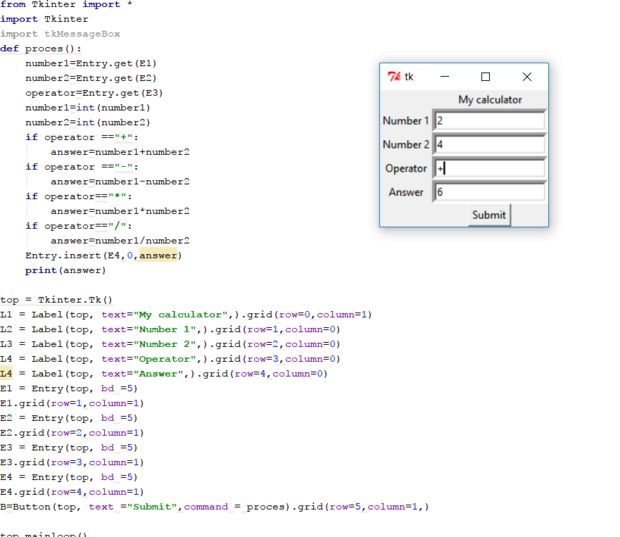 from Tkinter import *
import Tkinter
import tkMessageBox
def proces():
    number1=Entry.get(E1)
    number2=Entry.get(E2)
    operator=Entry.get(E3)
    number1=int(number1)
    number2=int(number2)
    if operator =="+":
        answer=number1+number2
    if operator =="-":
        answer=number1-number2
    if operator=="*":
        answer=number1*number2
    if operator=="/":
        answer=number1/number2
    Entry.insert(E4,0,answer)
    print(answer)
top = Tkinter.Tk()
L1 = Label(top, text="My calculator",).grid(row=0,column=1)
L2 = Label(top, text="Number 1",).grid(row=1,column=0)
L3 = Label(top, text="Number 2",).grid(row=2,column=0)
L4 = Label(top, text="Operator",).grid(row=3,column=0)
L4 = Label(top, text="Answer",).grid(row=4,column=0)
E1 = Entry(top, bd =5)
E1.grid(row=1,column=1)
E2 = Entry(top, bd =5)
E2.grid(row=2,column=1)
E3 = Entry(top, bd =5)
E3.grid(row=3,column=1)
E4 = Entry(top, bd =5)
E4.grid(row=4,column=1)
B=Button(top, text ="Submit",command = proces).grid(row=5,column=1,)
top.mainloop()
tk
My calculator
Number 1 2
Number 2 4
Operator +
Answer 6
Submit